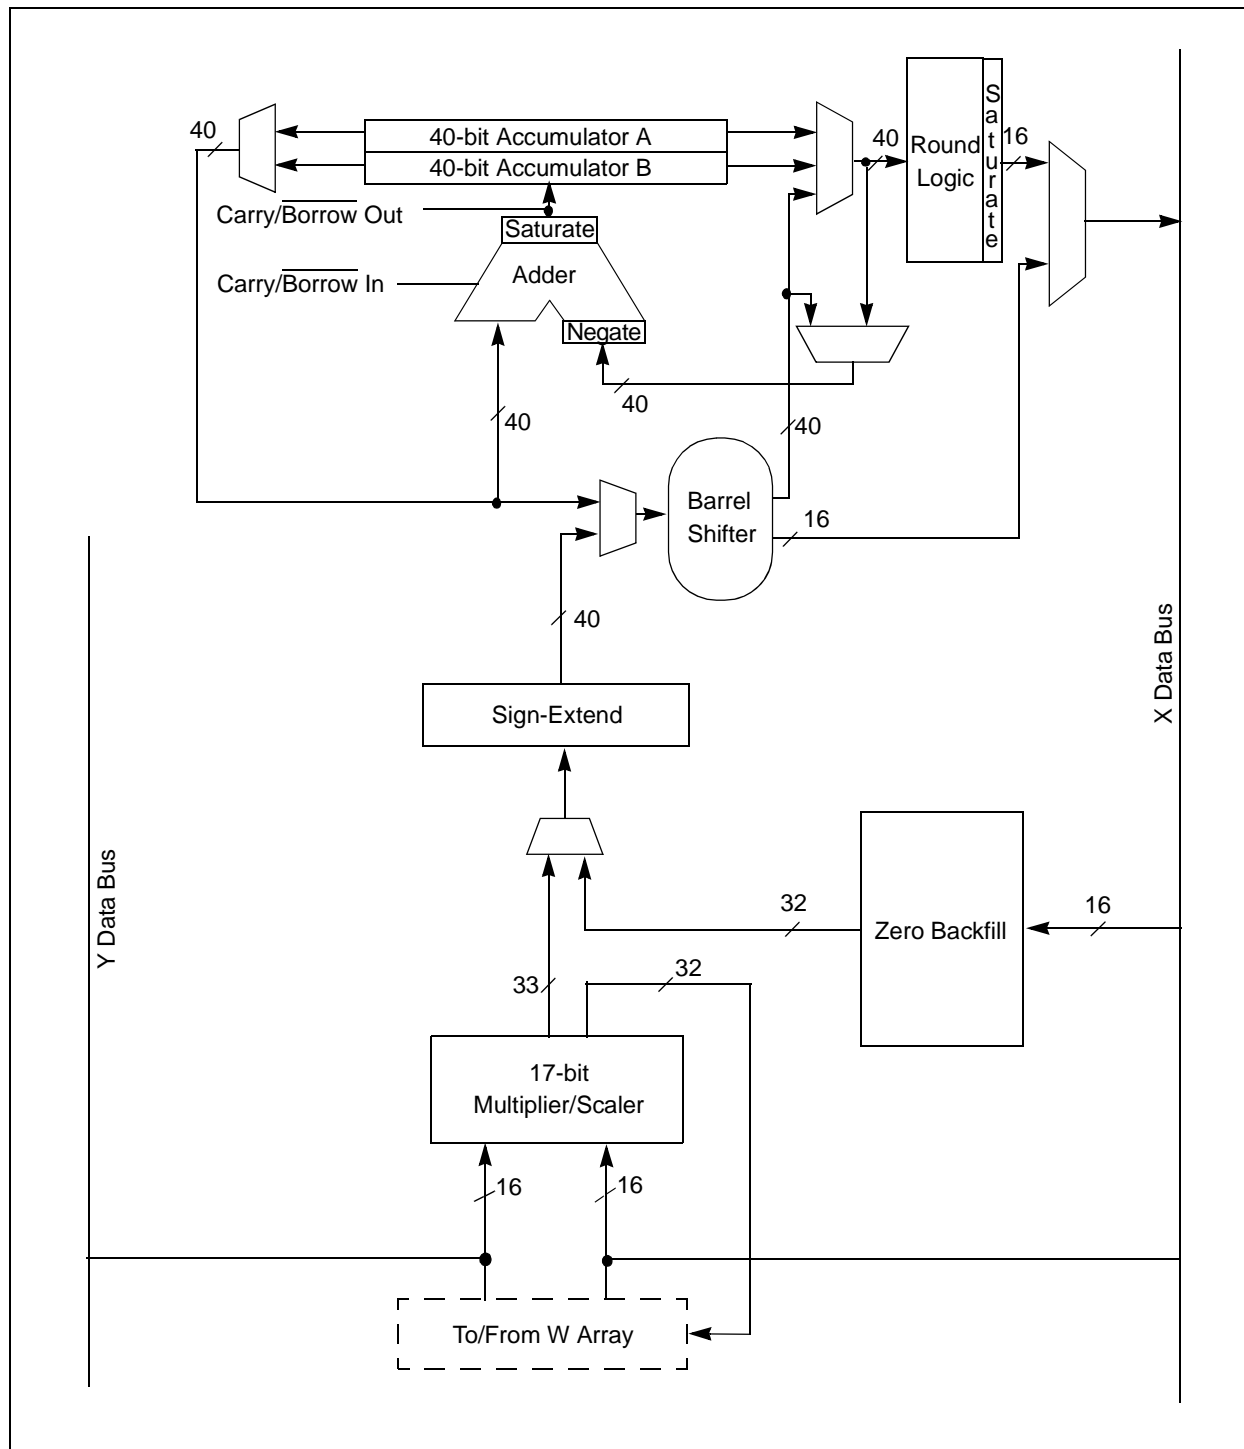 40
40-bit Accumulator A
40-bit Accumulator B
40
Round
Logic
Saturate
16
Carry/Borrow Out
Saturate
Carry/Borrow In
Adder
Negate
40
40
40
Barrel
Shifter
16
40
Sign-Extend
X Data Bus
Y Data Bus
32
Zero Backfill
16
33
32
17-bit
Multiplier/Scaler
16
16
To/From W Array